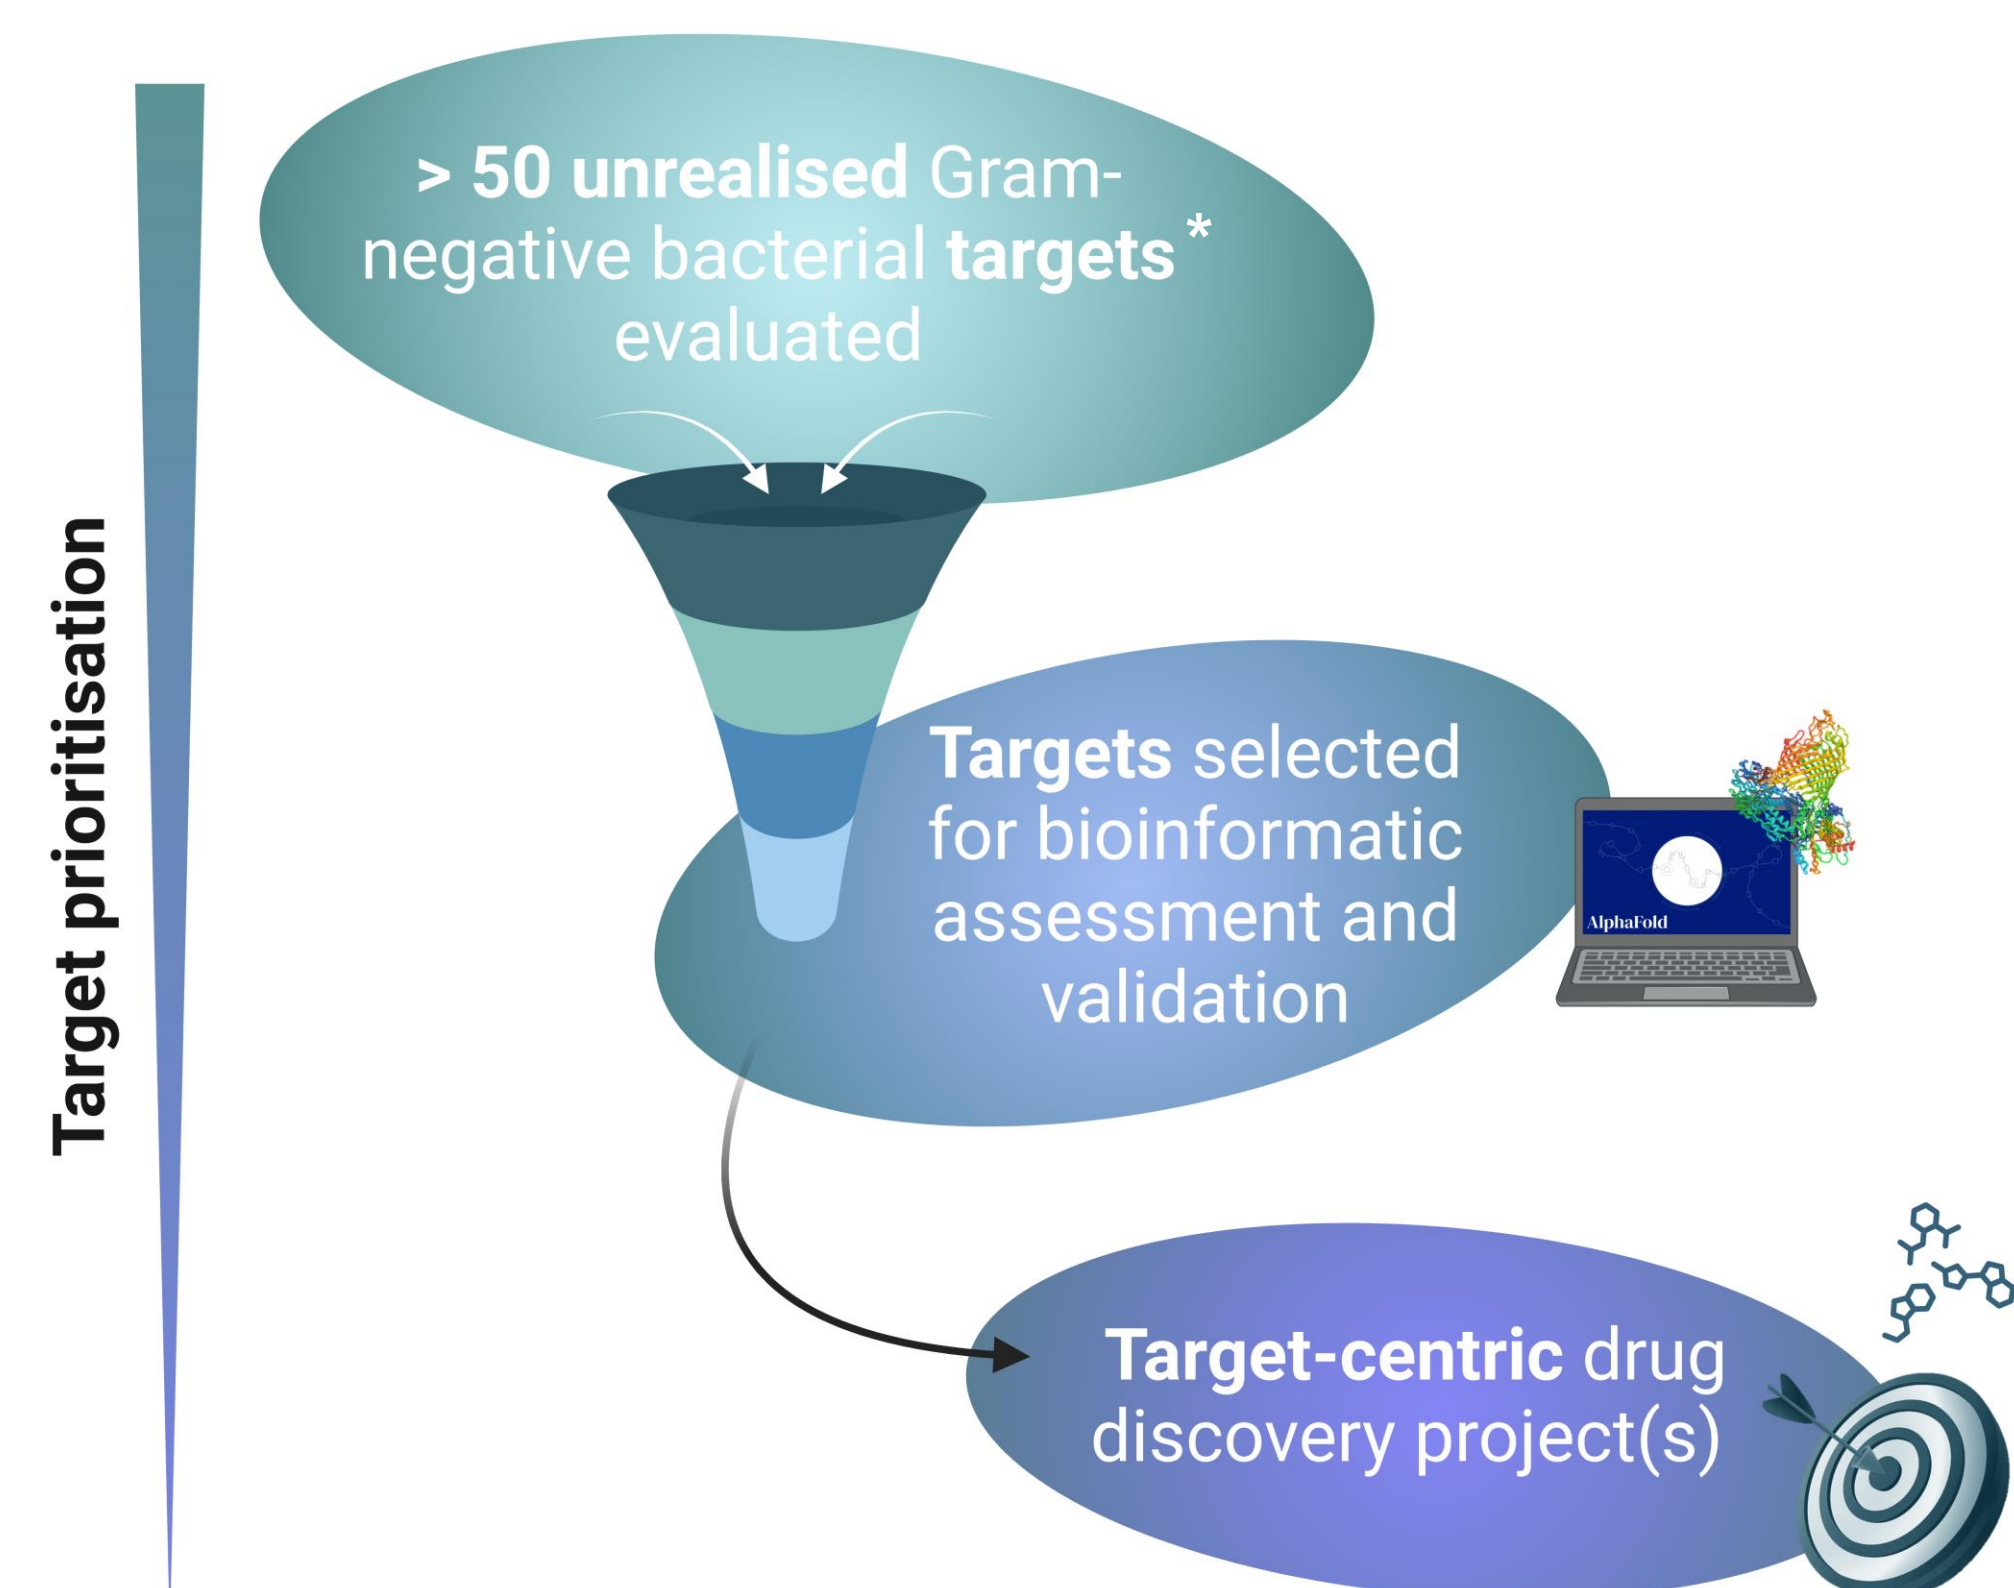 > 50 unrealised Gram-
negative bacterial targets*
evaluated
Target prioritisation
Targets selected
for bioinformatic
assessment and
validation
AlphaFold
Target-centric drug
discovery project(s)